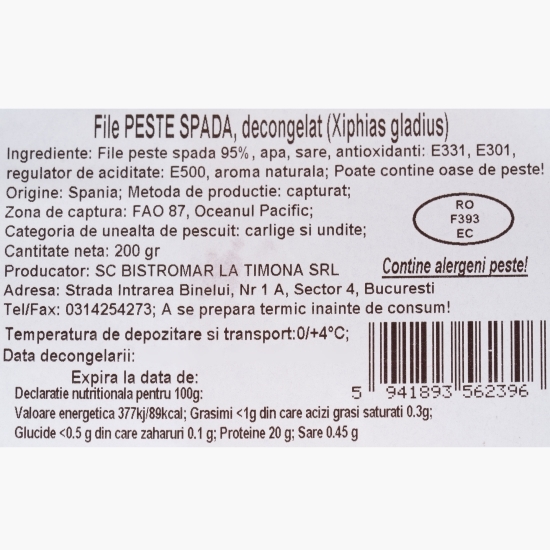 File PESTE SPADA, decongelat (Xiphias gladius)
Ingrediente: File peste spada 95%, apa, sare, antioxidanti: E331, E301,
regulator de aciditate: E500, aroma naturala; Poate contine oase de peste!
Origine: Spania; Metoda de productie: capturat;
Zona de captura: FAO 87, Oceanul Pacific;
Categoria de unealta de pescuit: carlige si undite;
Cantitate neta: 200 gr
RO
F393
EC
Producator: SC BISTROMAR LA TIMONA SRL
Contine alergeni peste!
Adresa: Strada Intrarea Binelui, Nr 1 A, Sector 4, Bucuresti
Tel/Fax: 0314254273; A se prepara termic inainte de consum!
Temperatura de depozitare si transport:0/+4°C;
Data decongelarii:
Expira la data de:
5 941893 562396
Declaratie nutritionala pentru 100g:
Valoare energetica 377kj/89kcal; Grasimi <1g din care acizi grasi saturati 0.3g;
Glucide <0.5 g din care zaharuri 0.1 g; Proteine 20 g; Sare 0.45 g